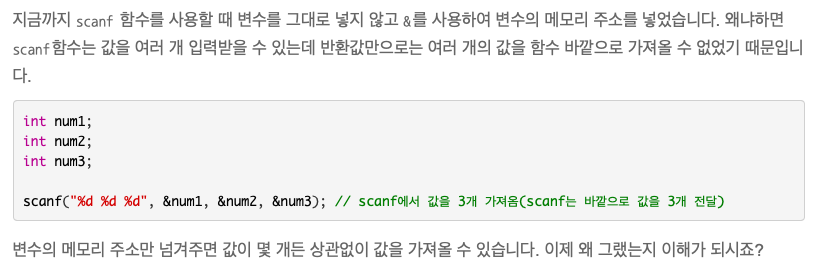 지금까지 scanf 함수를 사용할 때 변수를 그대로 넣지 않고 &를 사용하여 변수의 메모리 주소를 넣었습니다. 왜냐하면
scanf함수는 값을 여러 개 입력받을 수 있는데 반환값만으로는 여러 개의 값을 함수 바깥으로 가져올 수 없었기 때문입니
다.
int num1;
int num2;
int num3;
scanf("%d %d %d", &num1, &num2, &num3); // scanf에서 값을 3개 가져옴(scanf는 바깥으로 값을 3개 전달)
변수의 메모리 주소만 넘겨주면 값이 몇 개든 상관없이 값을 가져올 수 있습니다. 이제 왜 그랬는지 이해가 되시죠?